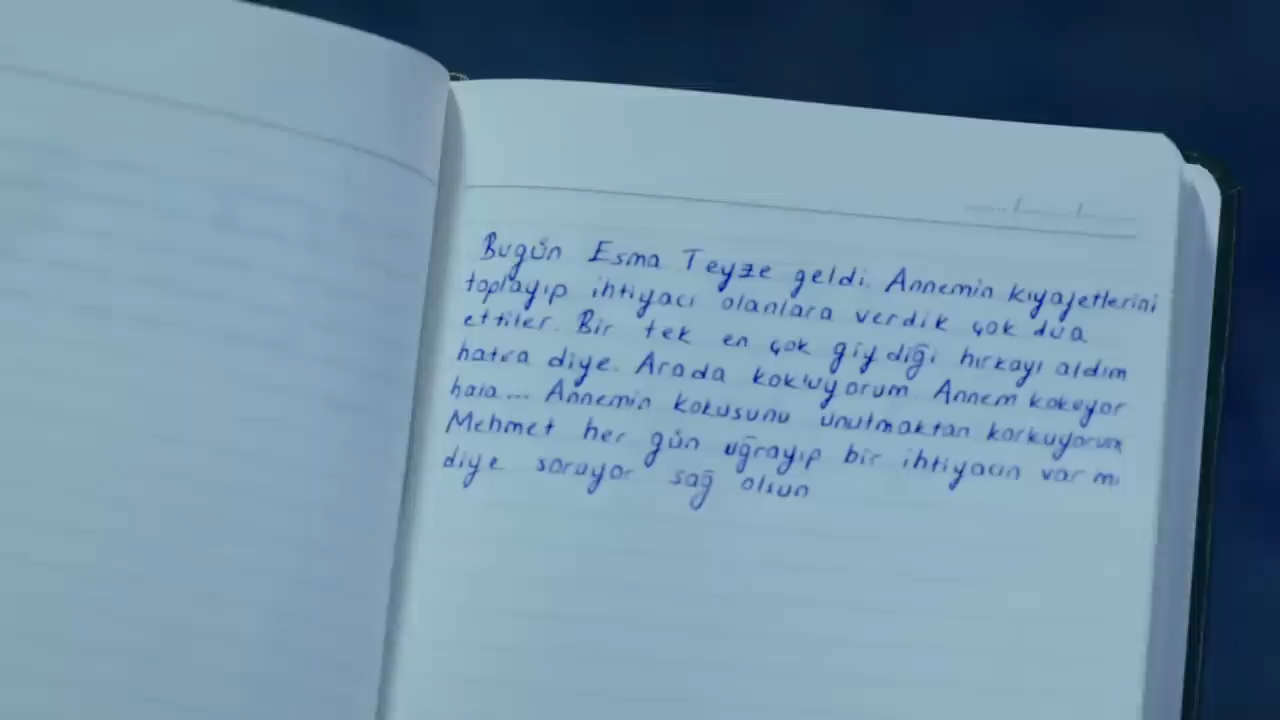 Bugün Esma Teyze geldi. Annemin kıyafetlerini
toplayıp ihtiyacı olanlara verdik çok dua
ettiler. Bir tek en çok giydiği hırkayı aldım
hatıra diye. Arada kokluyorum. Annem kokuyor
hala... Annemin kokusunu unutmaktan korkuyorum
Mehmet her gün uğrayıp bir ihtiyacın var mı
diye soruyor sağ olsun